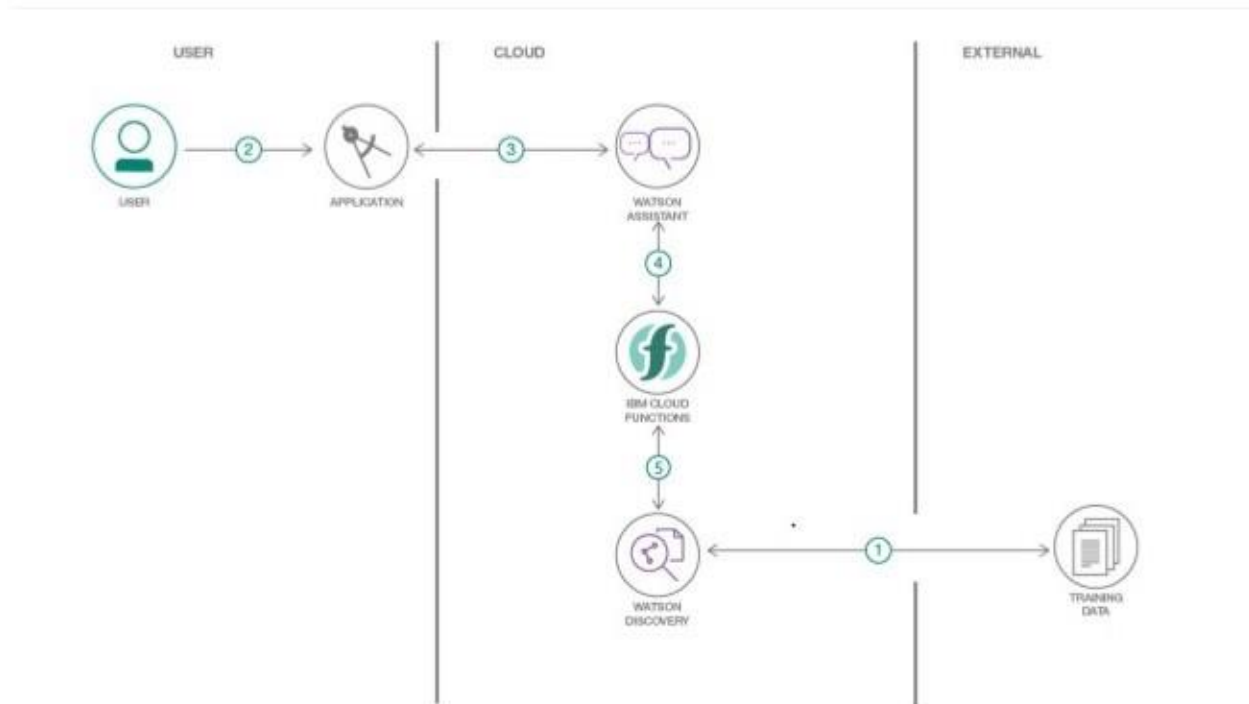 USER
CLOUD
EXTERNAL
2
3
USER
APPLICATION
WATSON
ASSISTANT
4
IBM CLOUD
FUNCTIONS
5
1
WATSON
DISCOVERY
TRAINING
DATA